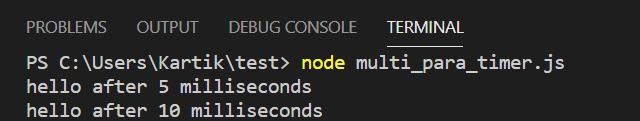 PROBLEMS OUTPUT DEBUG CONSOLE TERMINAL
PS C:\Users\Kartik\test> node multi_para_timer.js
hello after 5 milliseconds
hello after 10 milliseconds